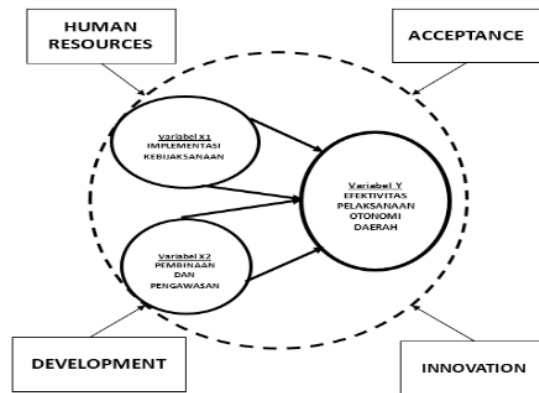 HUMAN
RESOURCES
ACCEPTANCE
Variabel X1
IMPLEMENTASI
KEBIJAKSANAAN
Variabel Y
EFEKTIVITAS
PELAKSANAAN
OTONOMI
DAERAH
Variabel X2
PEMBINAAN
DAN
PENGAWASAN
DEVELOPMENT
INNOVATION